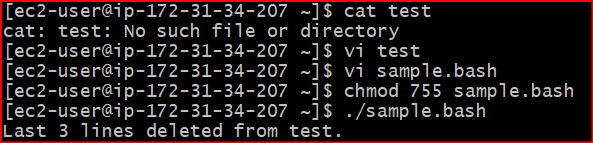 [ec2-user@ip-172-31-34-207 ~]$ cat test
cat: test: No such file or directory
[ec2-user@ip-172-31-34-207 ~]$ vi test
[ec2-user@ip-172-31-34-207 ~]$ vi sample.bash
[ec2-user@ip-172-31-34-207 ~]$ chmod 755 sample.bash
[ec2-user@ip-172-31-34-207 ~]$ ./sample.bash
Last 3 lines deleted from test.